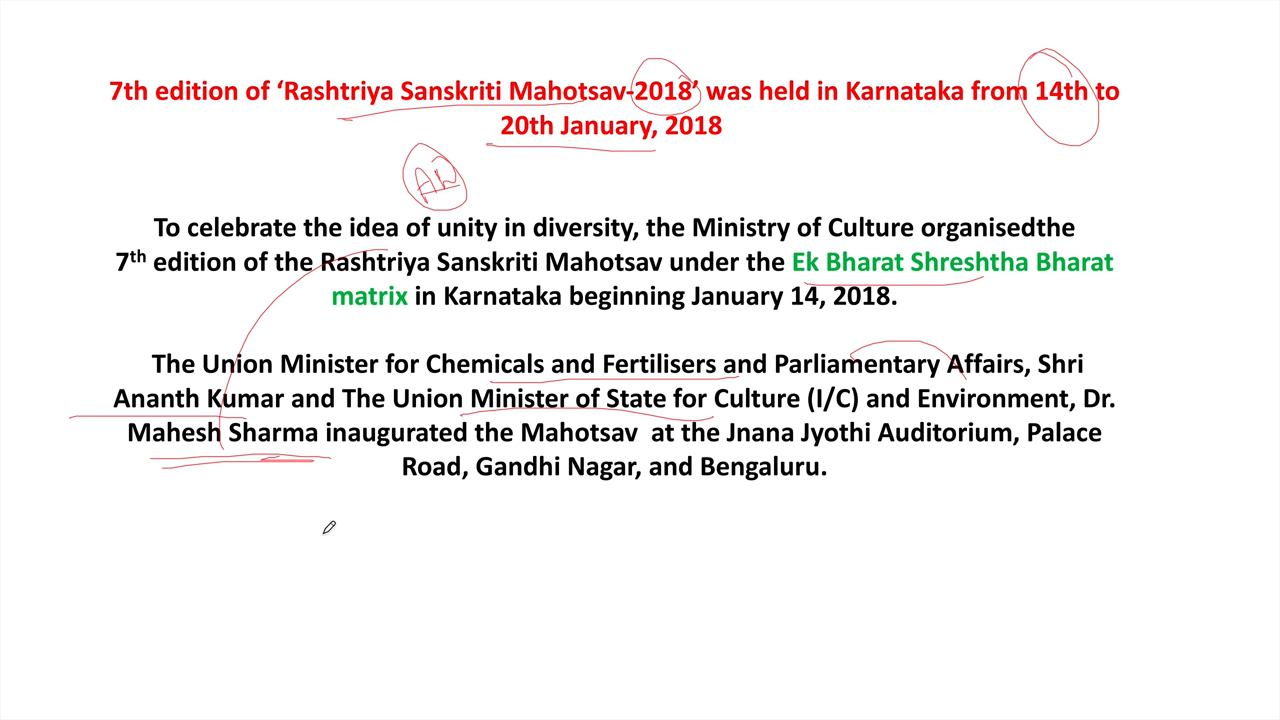 7th edition of ‘Rashtriya Sanskriti Mahotsav-2018’ was held in Karnataka from 14th to
20th January, 2018
To celebrate the idea of unity in diversity, the Ministry of Culture organisedthe
7th edition of the Rashtriya Sanskriti Mahotsav under the Ek Bharat Shreshtha Bharat
matrix in Karnataka beginning January 14, 2018.
The Union Minister for Chemicals and Fertilisers and Parliamentary Affairs, Shri
Ananth Kumar and The Union Minister of State for Culture (I/C) and Environment, Dr.
Mahesh Sharma inaugurated the Mahotsav at the Jnana Jyothi Auditorium, Palace
Road, Gandhi Nagar, and Bengaluru.